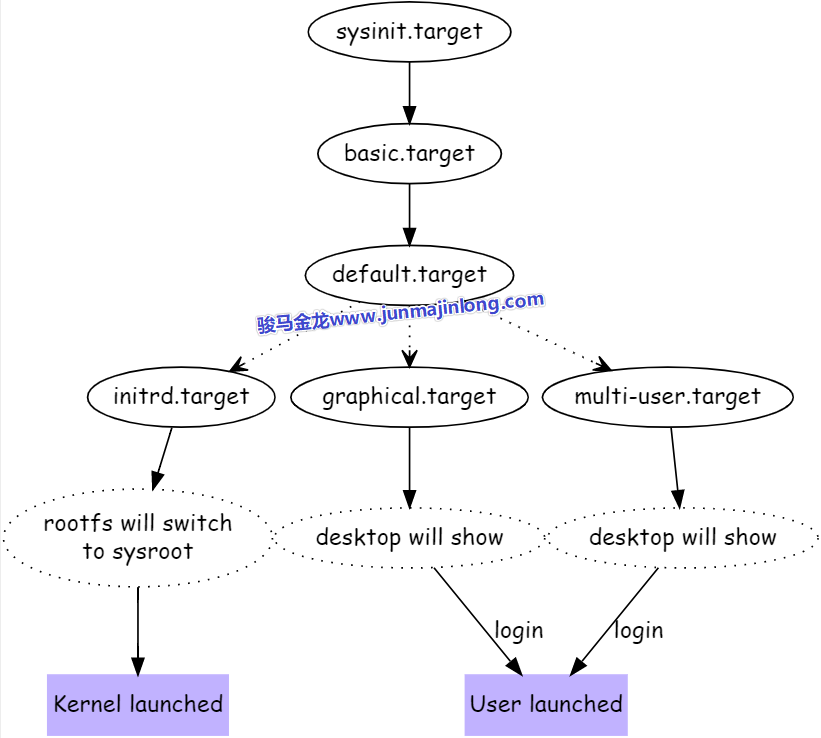 sysinit.target
basic.target
default.target
骏马金龙www.junmajinlong.com
initrd.target
graphical.target
multi-user.target
rootfs will switch
to sysroot
desktop will show
desktop will show
login
login
Kernel launched
User launched